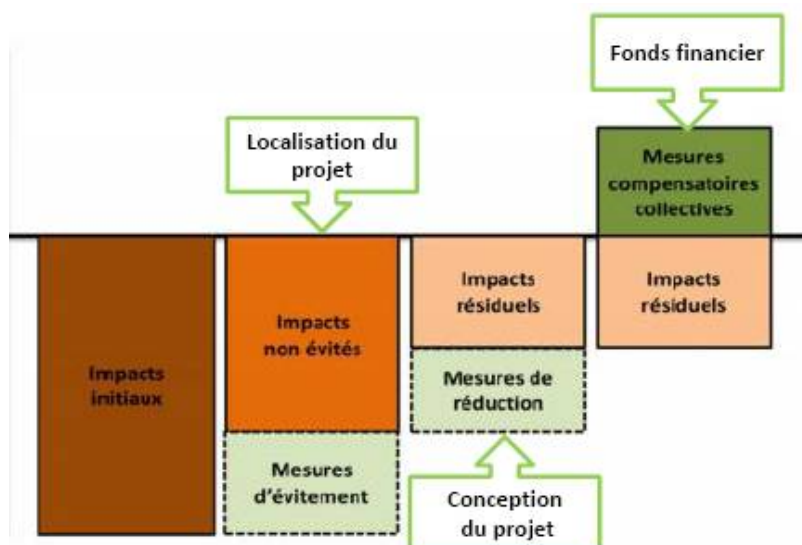 Fonds financier
Localisation du
projet
Mesures
compensatoires
collectives
Impacts
initiaux
Impacts
non évités
Mesures
d'évitement
Impacts
résiduels
Mesures de
réduction
Conception
du projet
Impacts
résiduels